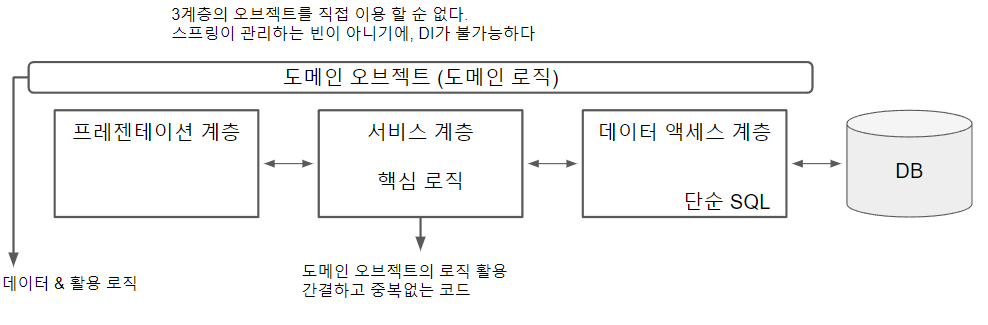 3계층의 오브젝트를 직접 이용 할 순 없다.
스프링이 관리하는 빈이 아니기에, DI가 불가능하다
도메인 오브젝트 (도메인 로직)
프레젠테이션 계층
서비스 계층
핵심 로직
데이터 액세스 계층
단순 SQL
DB
데이터 & 활용 로직
도메인 오브젝트의 로직 활용
간결하고 중복없는 코드